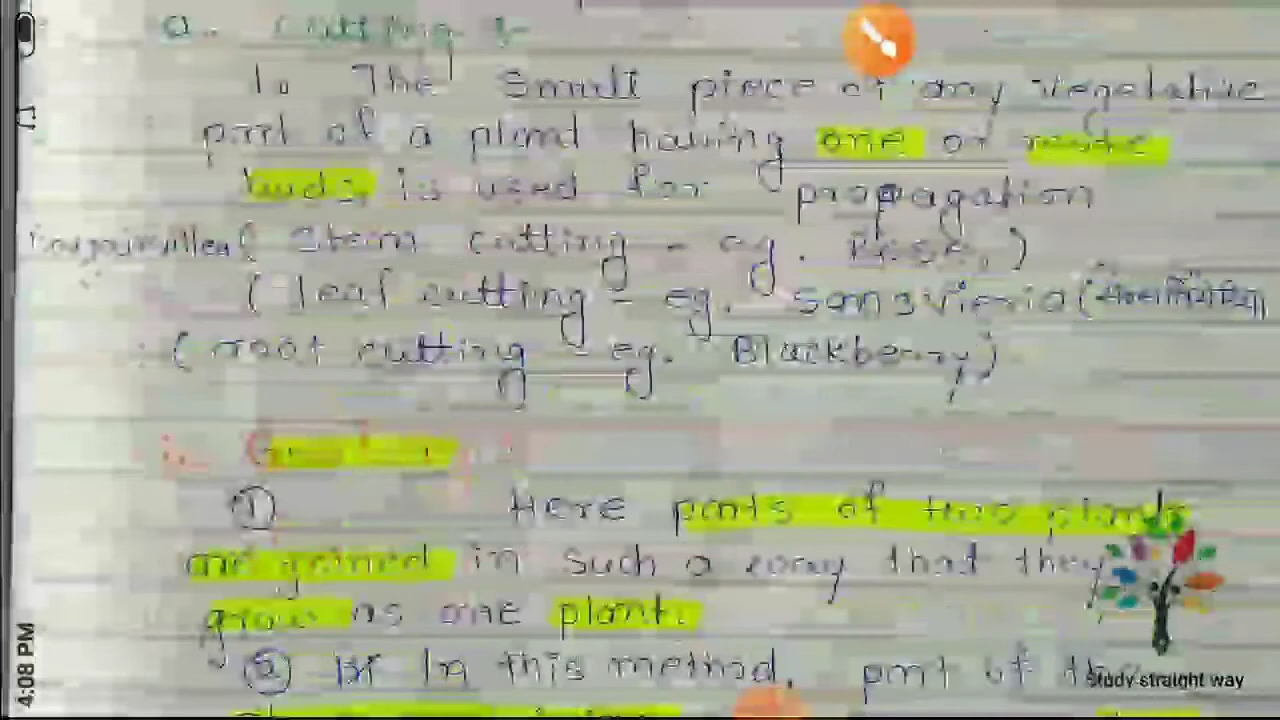 a. Cutting :-
1. The small piece of any vegetative
part of a plant having one or more
buds, is used for propagation
( Stem cutting - eg. Rose, )
( leaf cutting - eg. Sansvieria (
( root cutting - eg. Blackberry)
① Here parts of two plants
are goined in such a way that they
grow as one plant.
② In this method, part of the
Study straight way
4:08 PM